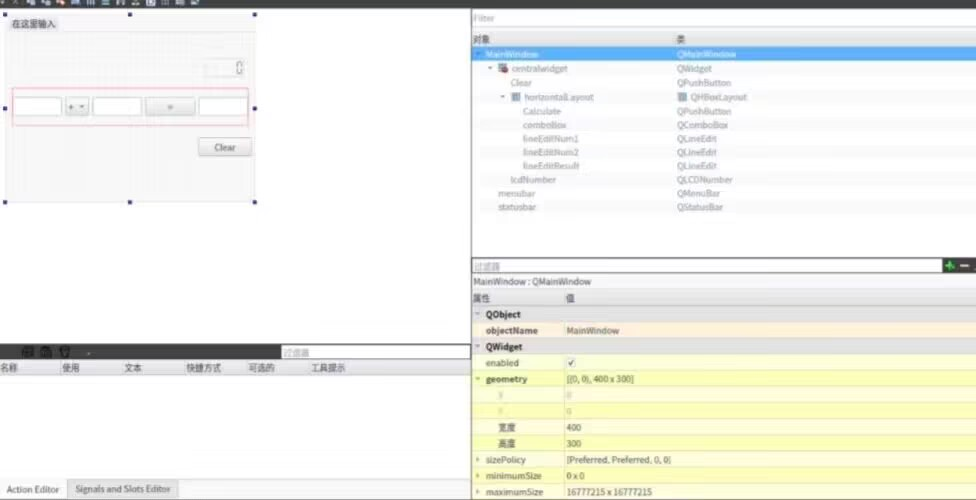 在这里输入
0
+
=
Clear
Filter
对象 类
MainWindow QMainWindow
centralwidget QWidget
Clear QPushButton
horizontalLayout QHBoxLayout
Calculate QPushButton
comboBox QComboBox
lineEditNum1 QLineEdit
lineEditNum2 QLineEdit
lineEditResult QLineEdit
lcdNumber QLCDNumber
menubar QMenuBar
statusbar QStatusBar
过滤器
MainWindow : QMainWindow
属性 值
QObject
objectName MainWindow
QWidget
enabled
geometry [(0, 0), 400 x 300]
X 0
Y 0
宽度 400
高度 300
sizePolicy [Preferred, Preferred, 0, 0]
minimumSize 0 x 0
maximumSize 16777215 x 16777215
过滤器
名称 使用 文本 快捷方式 可选的 工具提示
Action Editor Signals and Slots Editor